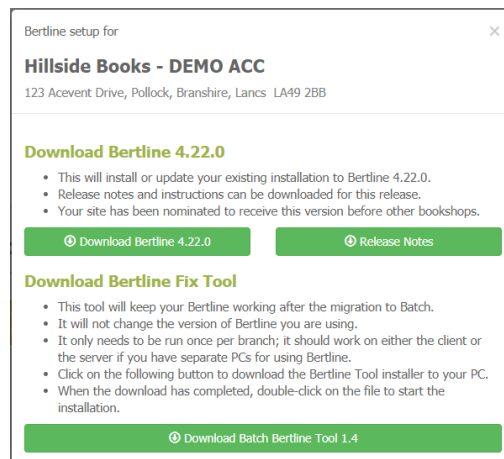 Bertline setup for
Hillside Books - DEMO ACC
123 Acevent Drive, Pollock, Branshire, Lancs LA49 2BB
Download Bertline 4.22.0
• This will install or update your existing installation to Bertline 4.22.0.
• Release notes and instructions can be downloaded for this release.
• Your site has been nominated to receive this version before other bookshops.
Download Bertline 4.22.0 Release Notes
Download Bertline Fix Tool
• This tool will keep your Bertline working after the migration to Batch.
• It will not change the version of Bertline you are using.
• It only needs to be run once per branch; it should work on either the client or
the server if you have separate PCs for using Bertline.
• Click on the following button to download the Bertline Tool installer to your PC.
• When the download has completed, double-click on the file to start the
installation.
Download Batch Bertline Tool 1.4